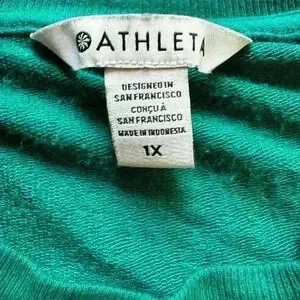 ATHLETA
DESIGNED IN
SAN FRANCISCO
CONÇU À
SAN FRANCISCO
MADE IN INDONESIA
1X